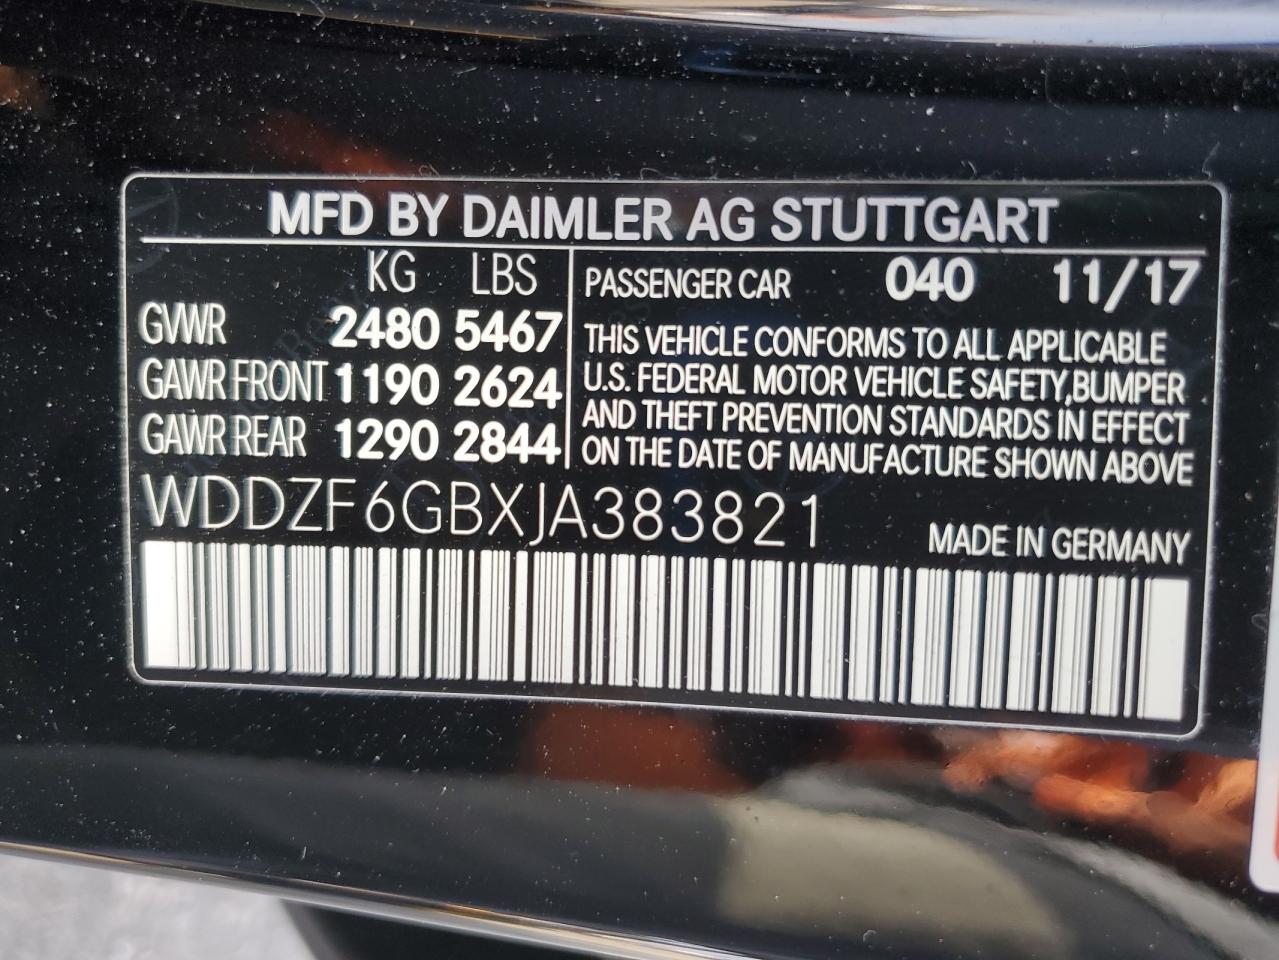 MFD BY DAIMLER AG STUTTGART
KG LBS
GVWR 2480 5467
GAWR FRONT 1190 2624
GAWR REAR 1290 2844
PASSENGER CAR 040 11/17
THIS VEHICLE CONFORMS TO ALL APPLICABLE
U.S. FEDERAL MOTOR VEHICLE SAFETY,BUMPER
AND THEFT PREVENTION STANDARDS IN EFFECT
ON THE DATE OF MANUFACTURE SHOWN ABOVE
WDDZF6GBXJA383821
MADE IN GERMANY